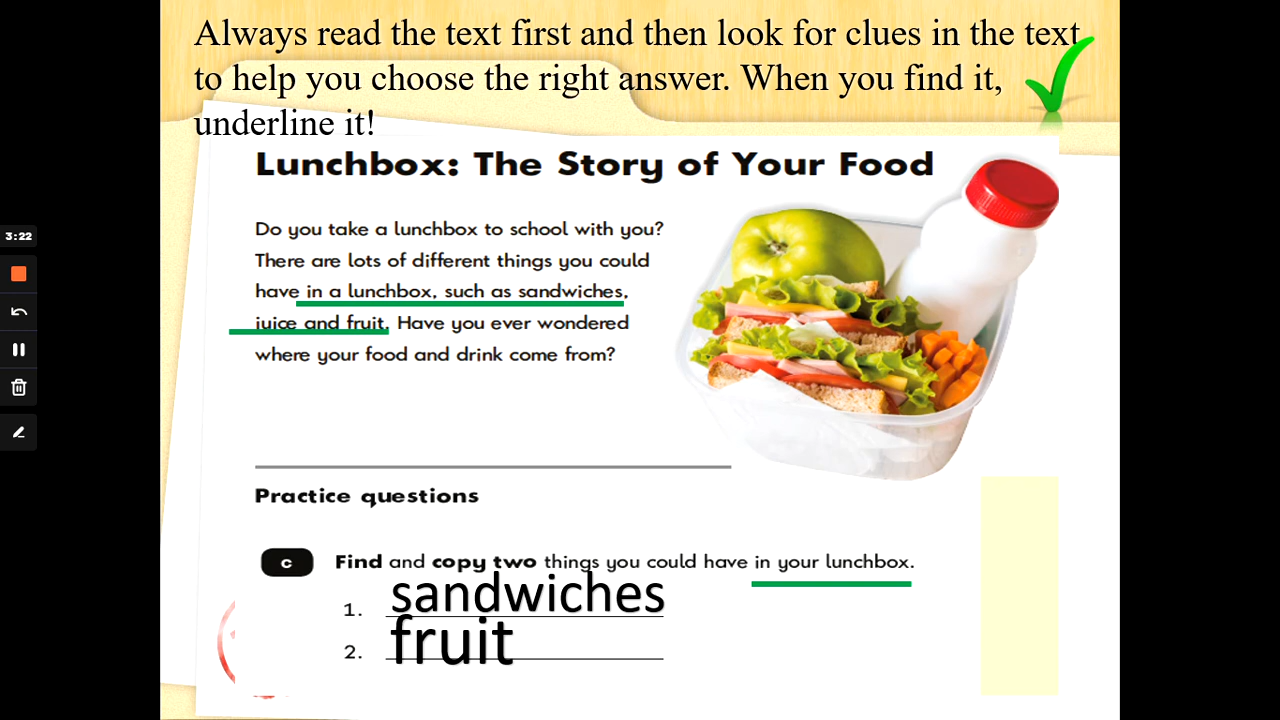 Always read the text first and then look for clues in the text
to help you choose the right answer. When you find it,
underline it!
Lunchbox: The Story of Your Food
Do you take a lunchbox to school with you?
There are lots of different things you could
have in a lunchbox, such as sandwiches,
juice and fruit. Have you ever wondered
where your food and drink come from?
3:22
Practice questions
c Find and copy two things you could have in your lunchbox.
1. sandwiches
2. fruit